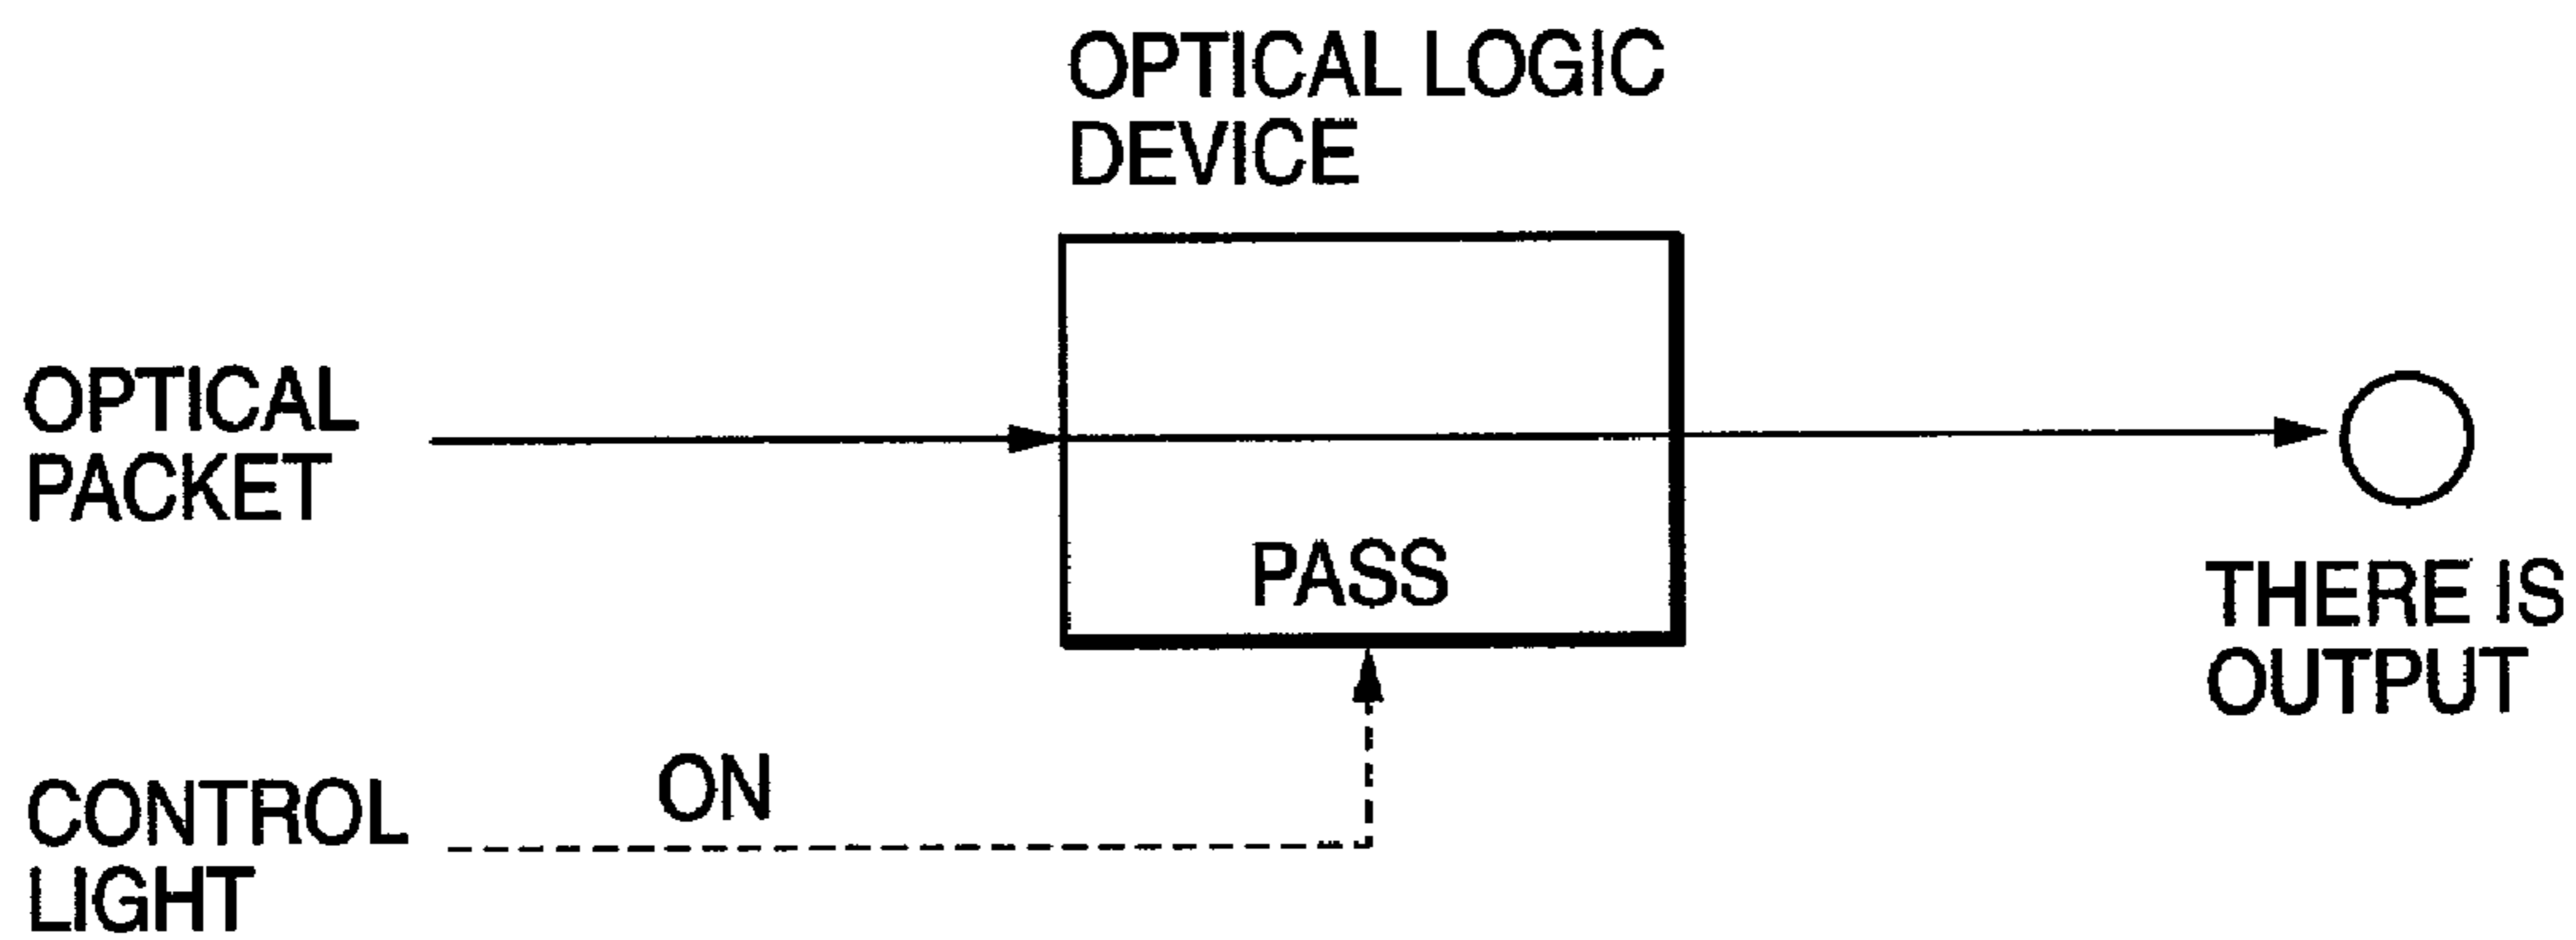 OPTICAL LOGIC
DEVICE
OPTICAL
PACKET
PASS
THERE IS
OUTPUT
ON
CONTROL
LIGHT